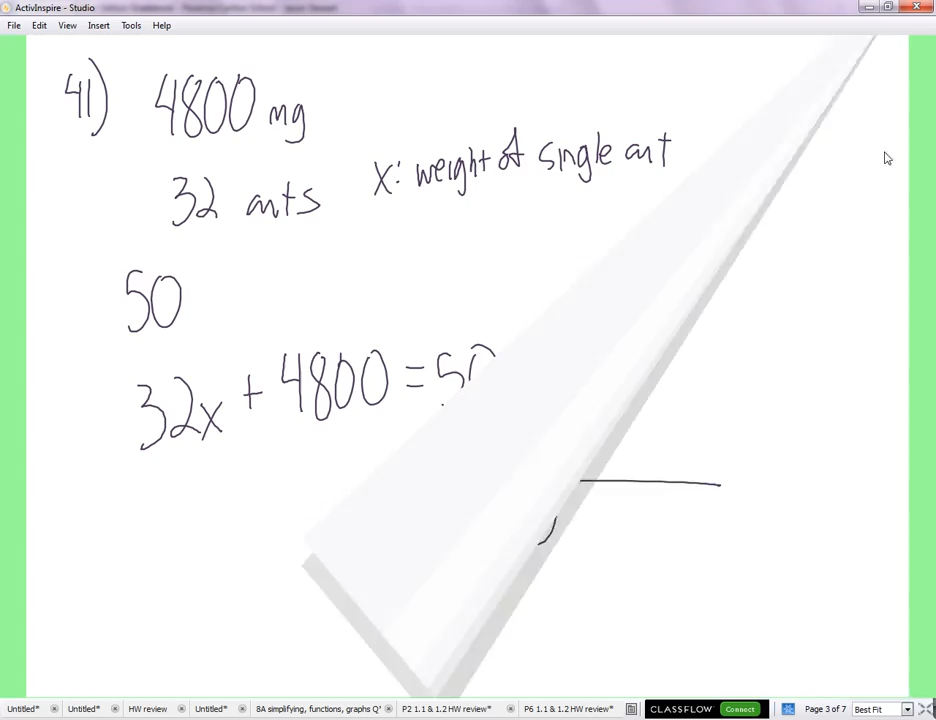 ActivInspire - Studio
File Edit View Insert Tools Help
41) 4800 mg
32 ants x: weight of single ant
50
32x + 4800 = 50
Untitled* Untitled* HW review Untitled* 8A simplifying, functions, graphs Q* P2 1.1 & 1.2 HW review* P6 1.1 & 1.2 HW review* CLASSFLOW Connect Page 3 of 7 Best Fit